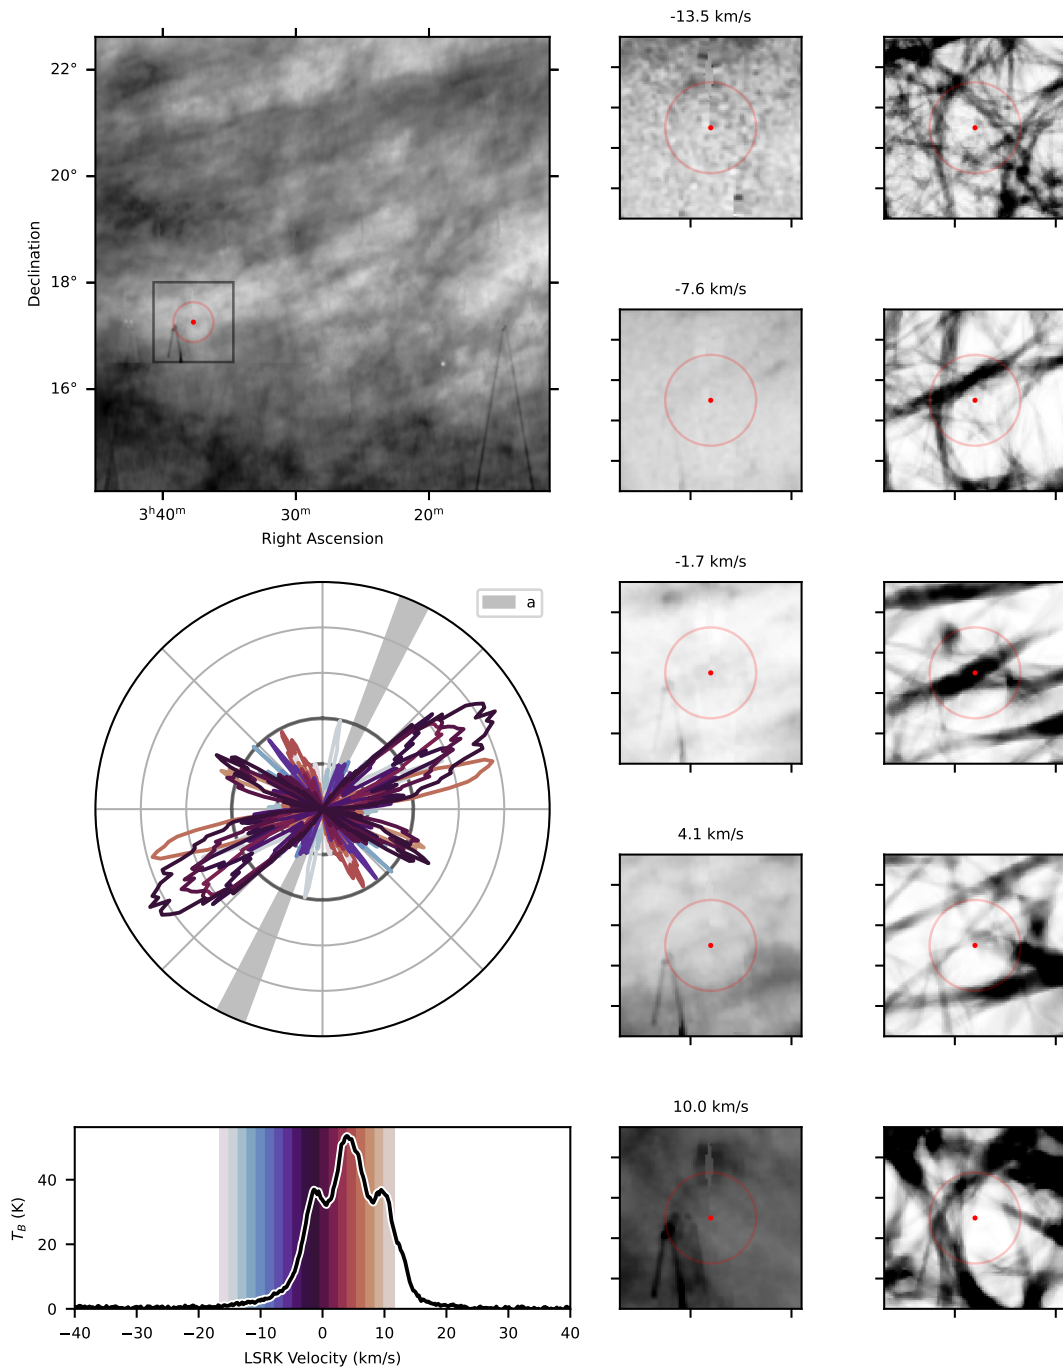 -13.5 km/s
22°
20°
18°
16°
Declination
3ʰ40ᵐ
30ᵐ
20ᵐ
Right Ascension
-7.6 km/s
-1.7 km/s
a
4.1 km/s
10.0 km/s
T_B (K)
40
20
0
−40
−30
−20
−10
0
10
20
30
40
LSRK Velocity (km/s)